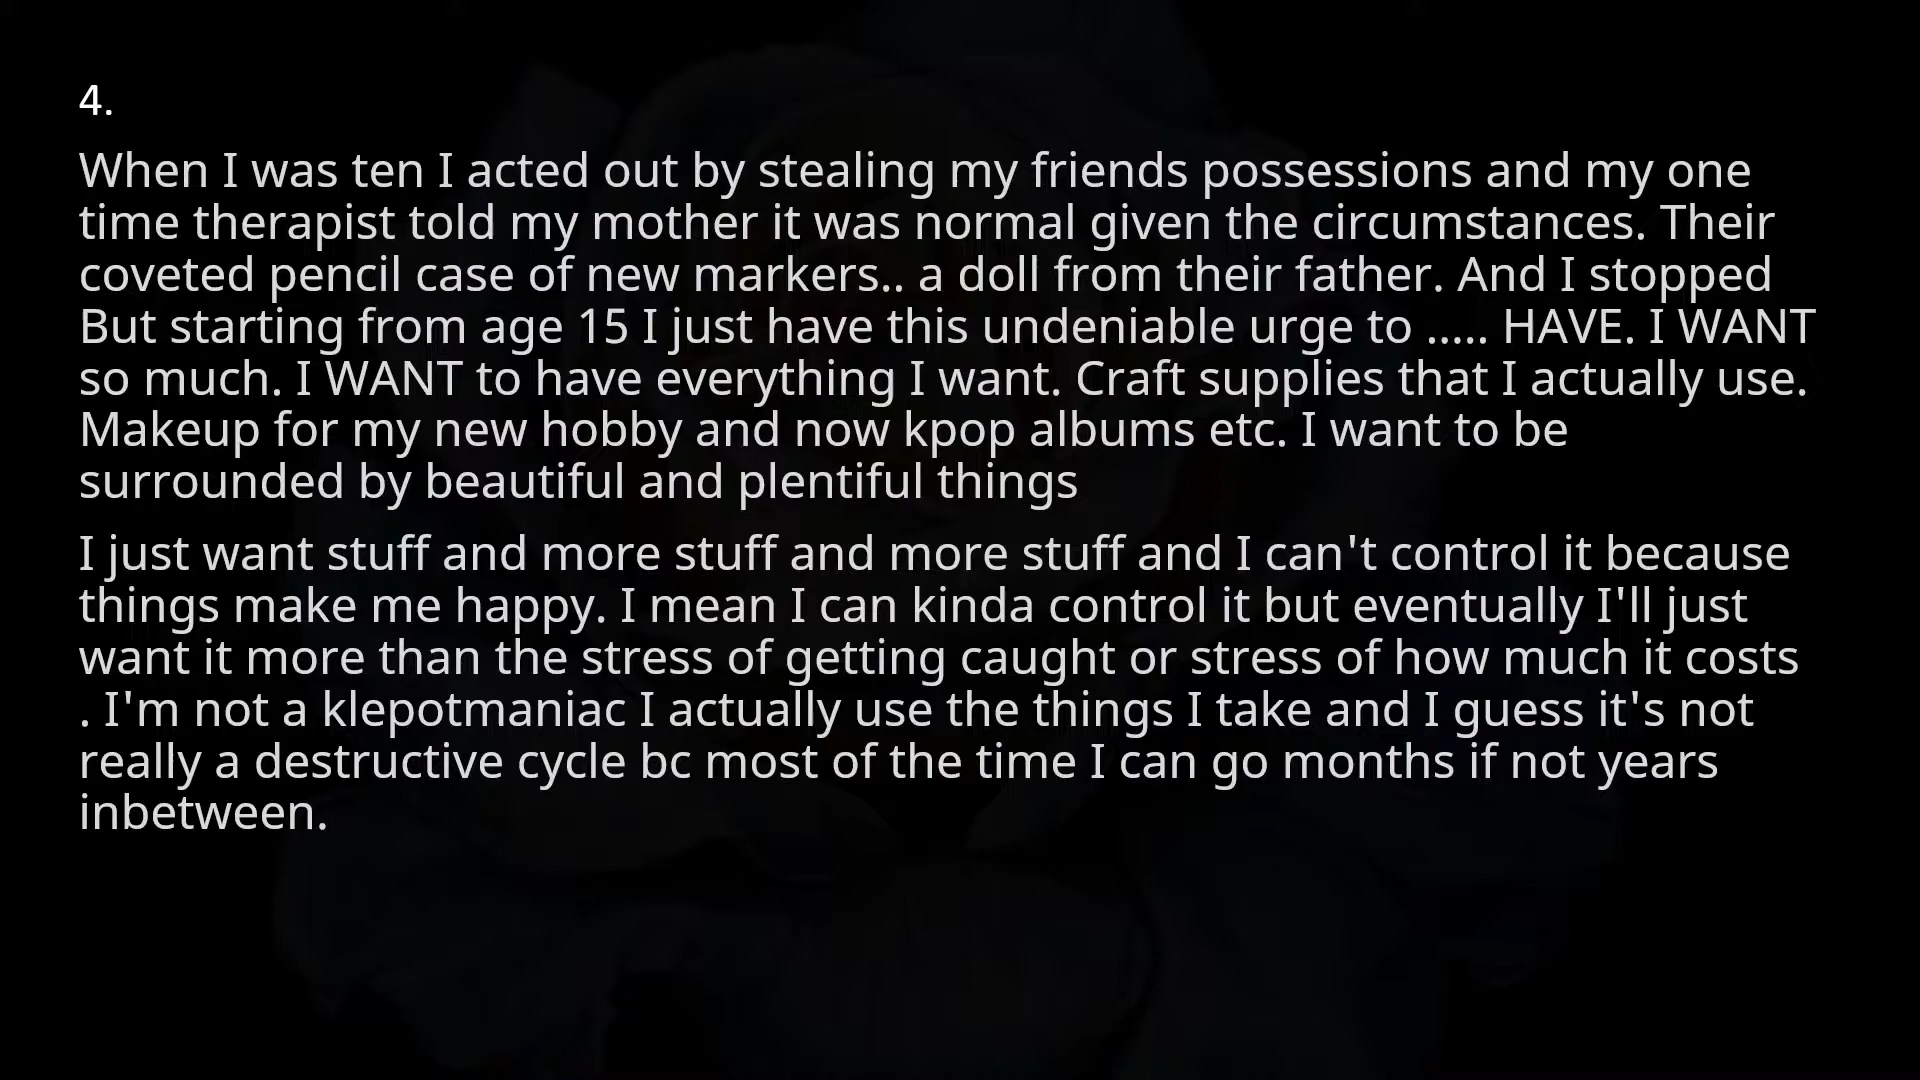 4.
When I was ten I acted out by stealing my friends possessions and my one
time therapist told my mother it was normal given the circumstances. Their
coveted pencil case of new markers.. a doll from their father. And I stopped
But starting from age 15 I just have this undeniable urge to ..... HAVE. I WANT
so much. I WANT to have everything I want. Craft supplies that I actually use.
Makeup for my new hobby and now kpop albums etc. I want to be
surrounded by beautiful and plentiful things
I just want stuff and more stuff and more stuff and I can't control it because
things make me happy. I mean I can kinda control it but eventually I'll just
want it more than the stress of getting caught or stress of how much it costs
. I'm not a klepotmaniac I actually use the things I take and I guess it's not
really a destructive cycle bc most of the time I can go months if not years
inbetween.